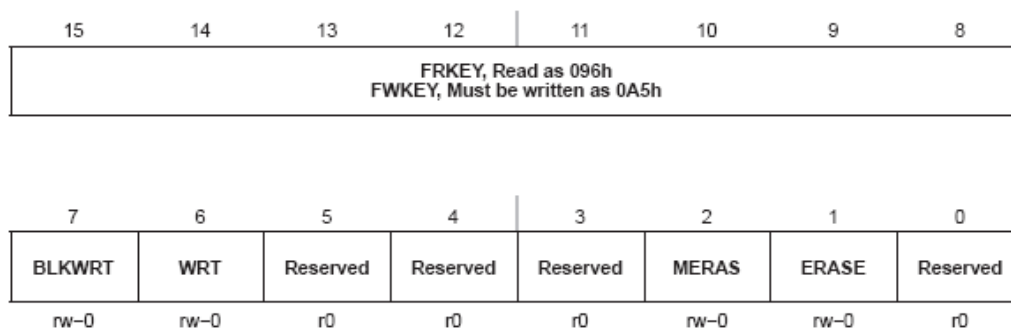 15 14 13 12 11 10 9 8
FRKEY, Read as 096h
FWKEY, Must be written as 0A5h
7 6 5 4 3 2 1 0
BLKWRT WRT Reserved Reserved Reserved MERAS ERASE Reserved
rw−0 rw−0 r0 r0 r0 rw−0 rw−0 r0